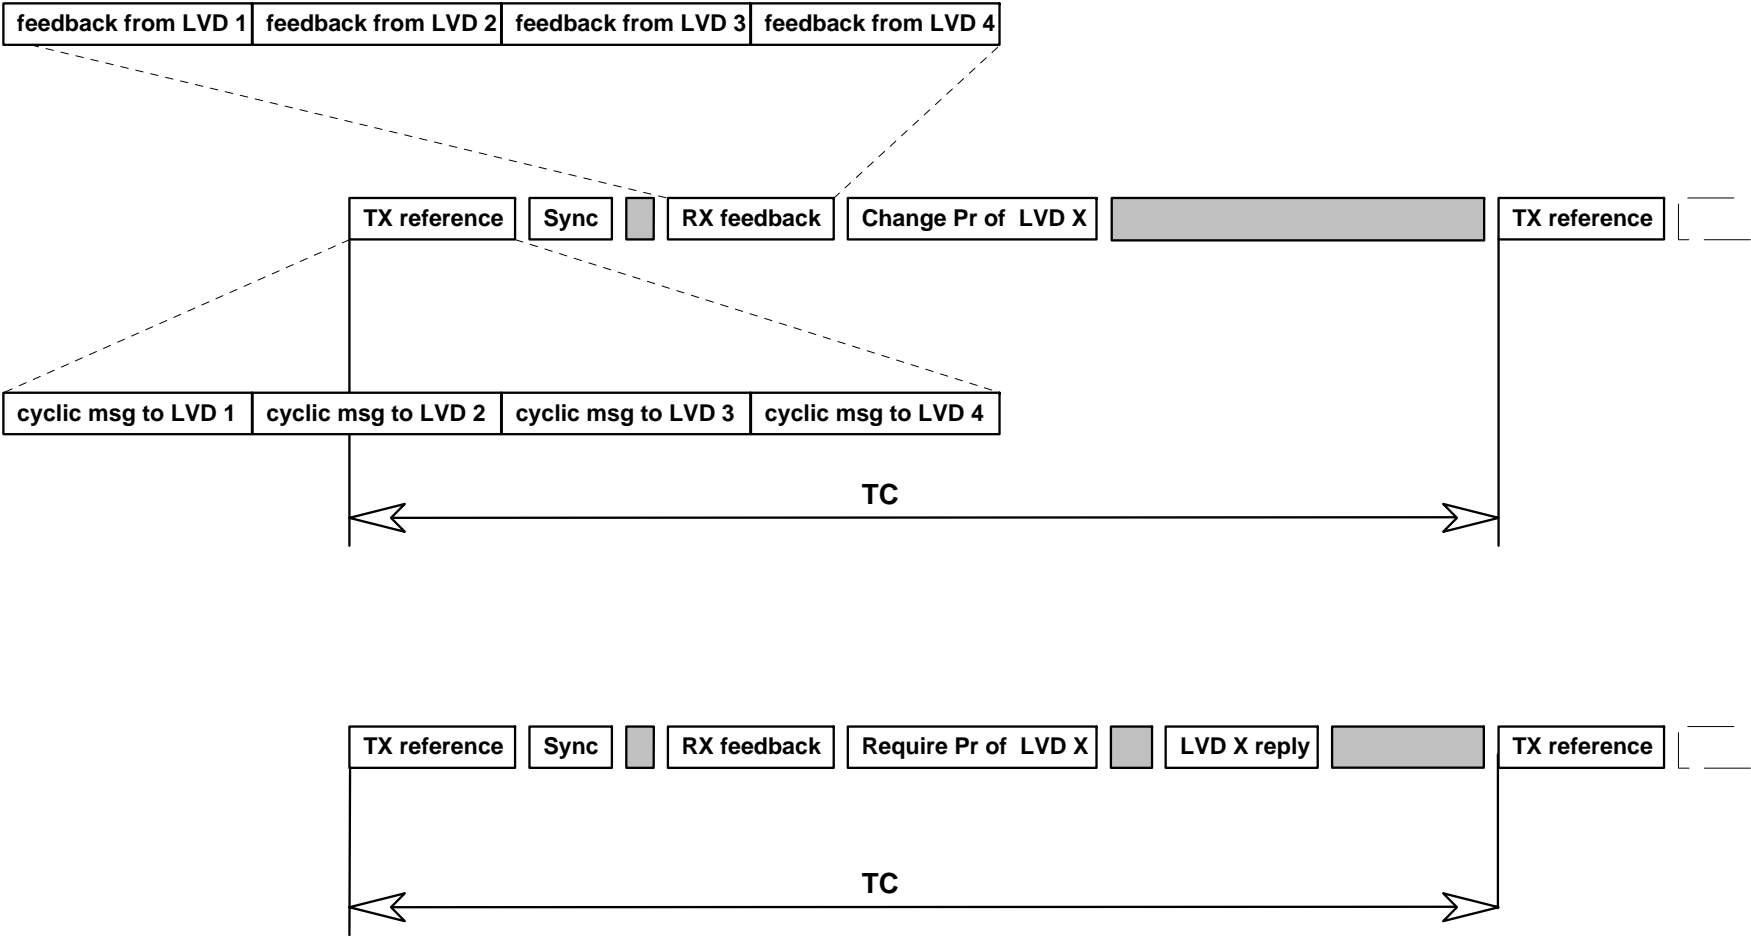 feedback from LVD 1 feedback from LVD 2 feedback from LVD 3 feedback from LVD 4
TX reference Sync RX feedback Change Pr of LVD X TX reference
cyclic msg to LVD 1 cyclic msg to LVD 2 cyclic msg to LVD 3 cyclic msg to LVD 4
TC
TX reference Sync RX feedback Require Pr of LVD X LVD X reply TX reference
TC